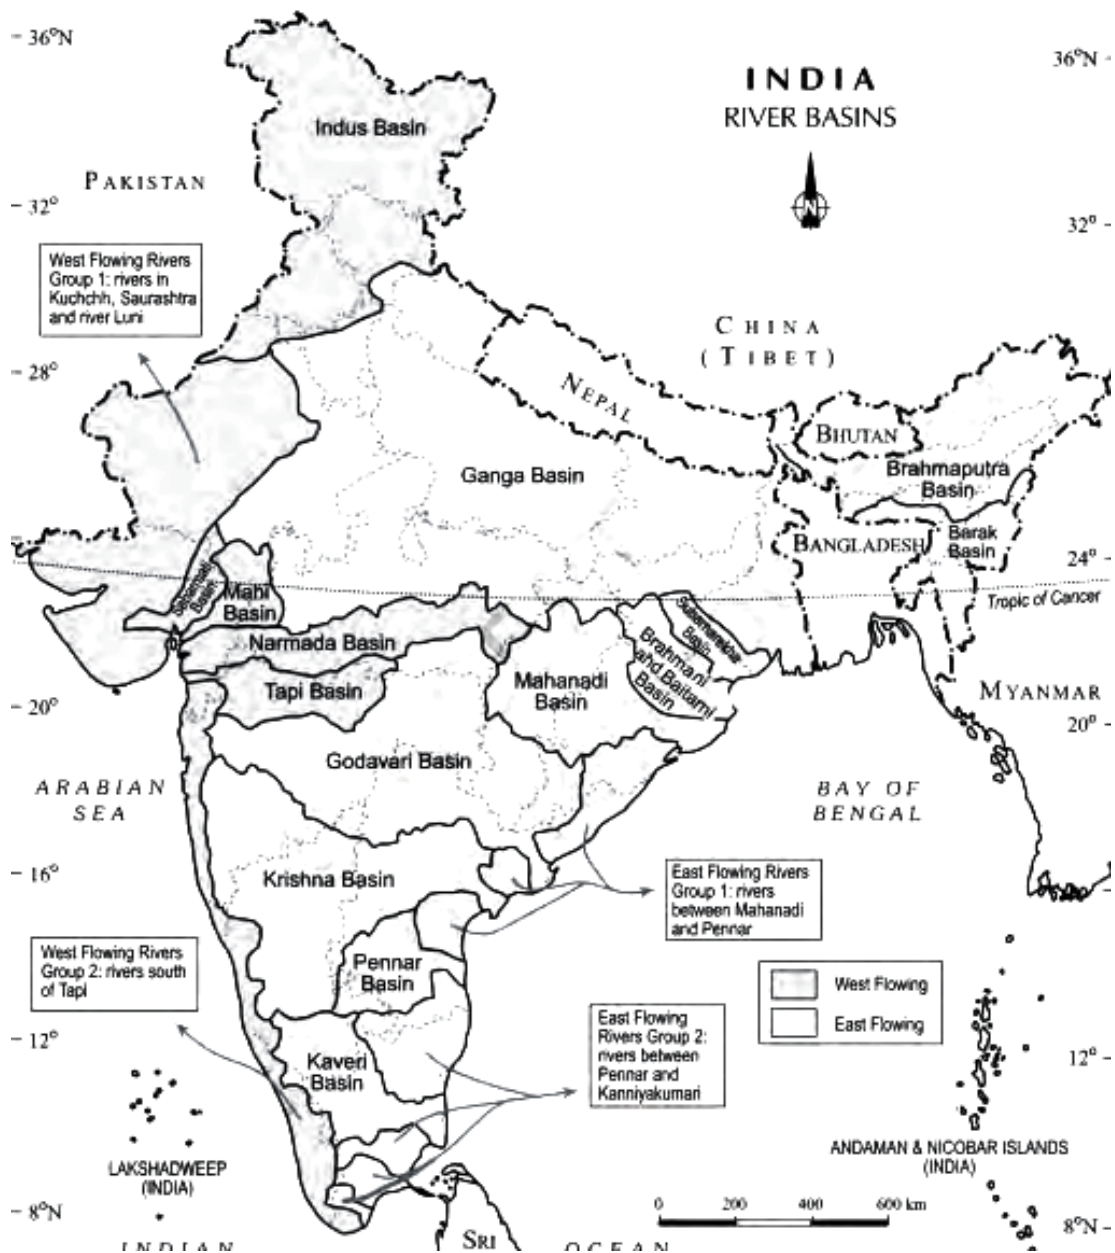 36°N
36°N
INDIA
RIVER BASINS
Indus Basin
PAKISTAN
N
32°
32°
West Flowing Rivers
Group 1: rivers in
Kuchchh, Saurashtra
and river Luni
CHINA
(TIBET)
28°
NEPAL
BHUTAN
Ganga Basin
Brahmaputra
Basin
BANGLADESH
Barak
Basin
24°
Sabarmati
Basin
Mahi
Basin
Tropic of Cancer
Subarnarekha
Basin
Narmada Basin
Brahmani
and Baitarni
Basin
Tapi Basin
Mahanadi
Basin
MYANMAR
20°
20°
Godavari Basin
ARABIAN
SEA
BAY OF
BENGAL
16°
Krishna Basin
East Flowing Rivers
Group 1: rivers
between Mahanadi
and Pennar
West Flowing Rivers
Group 2: rivers south
of Tapi
Pennar
Basin
West Flowing
East Flowing
12°
12°
Kaveri
Basin
East Flowing
Rivers Group 2:
rivers between
Pennar and
Kanniyakumari
LAKSHADWEEP
(INDIA)
ANDAMAN & NICOBAR ISLANDS
(INDIA)
0 200 400 600 km
8°N
8°N
INDIAN
SRI
OCEAN